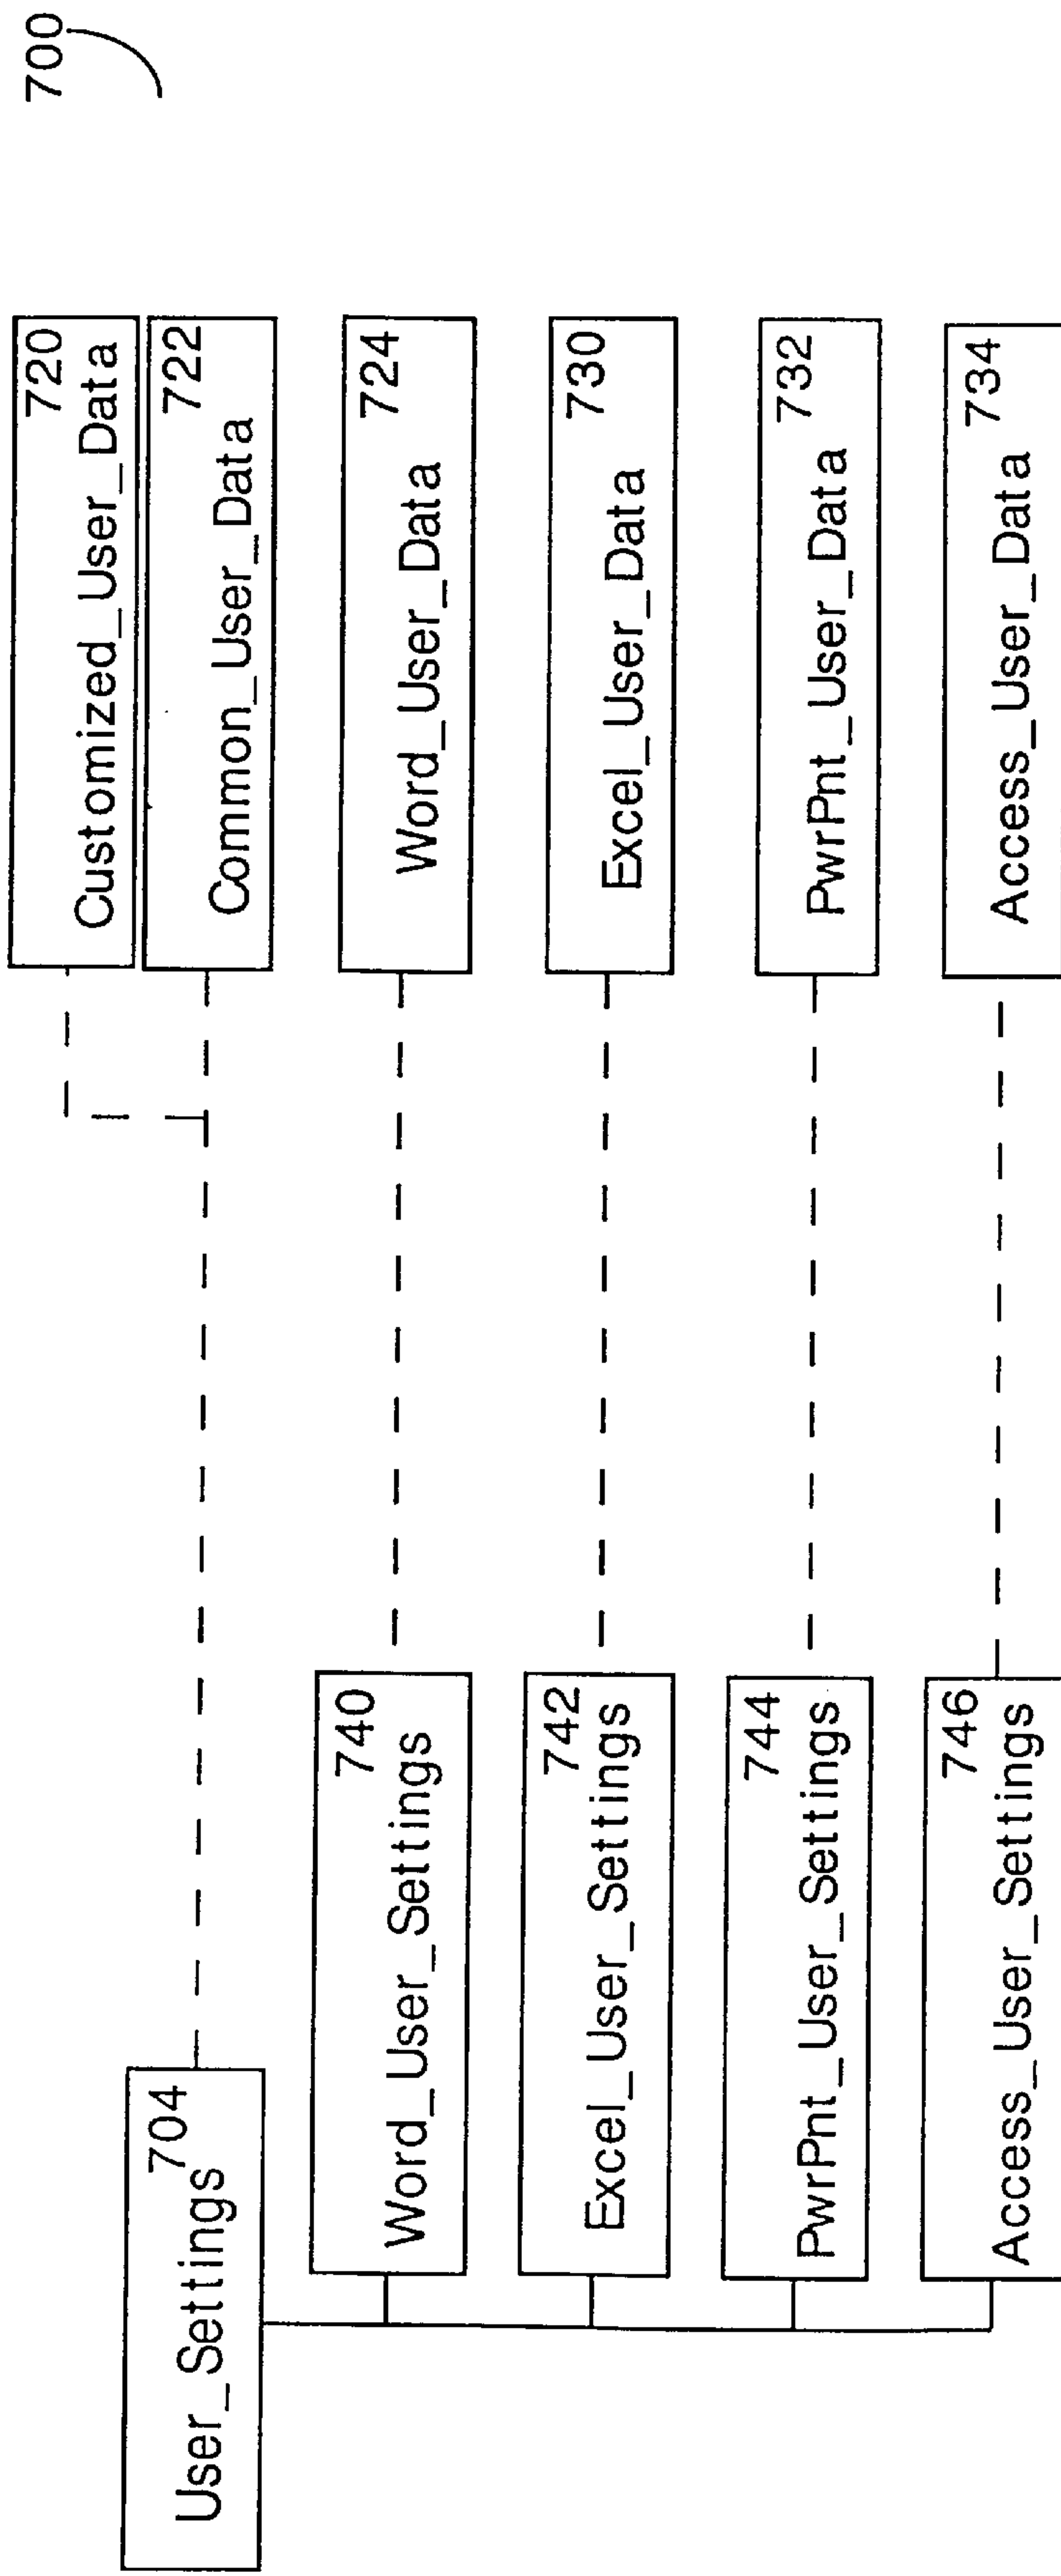 700
720
Customized_User_Data
704
User_Settings
722
Common_User_Data
740
Word_User_Settings
724
Word_User_Data
742
Excel_User_Settings
730
Excel_User_Data
744
PwrPnt_User_Settings
732
PwrPnt_User_Data
746
Access_User_Settings
734
Access_User_Data